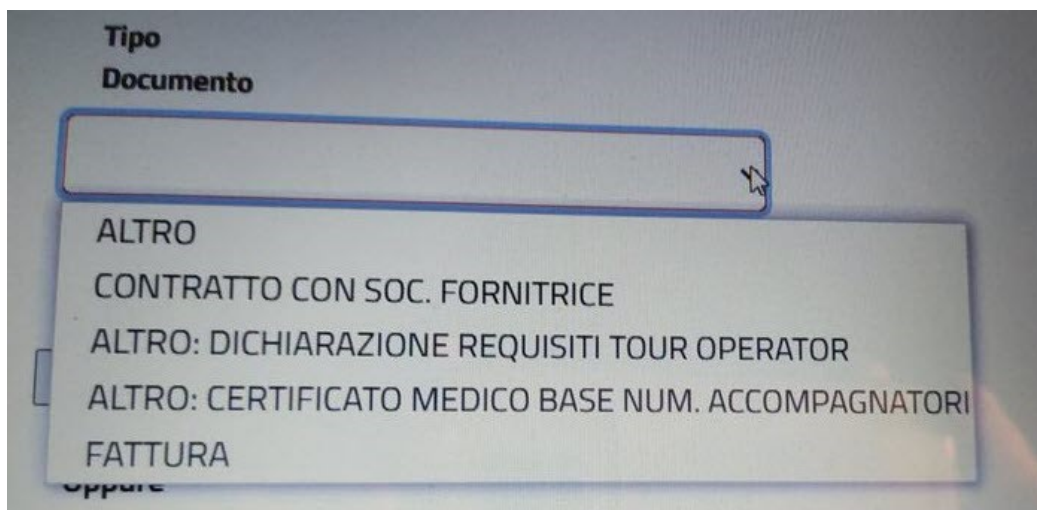 Tipo
Documento
ALTRO
CONTRATTO CON SOC. FORNITRICE
ALTRO: DICHIARAZIONE REQUISITI TOUR OPERATOR
ALTRO: CERTIFICATO MEDICO BASE NUM. ACCOMPAGNATORI
FATTURA
oppure